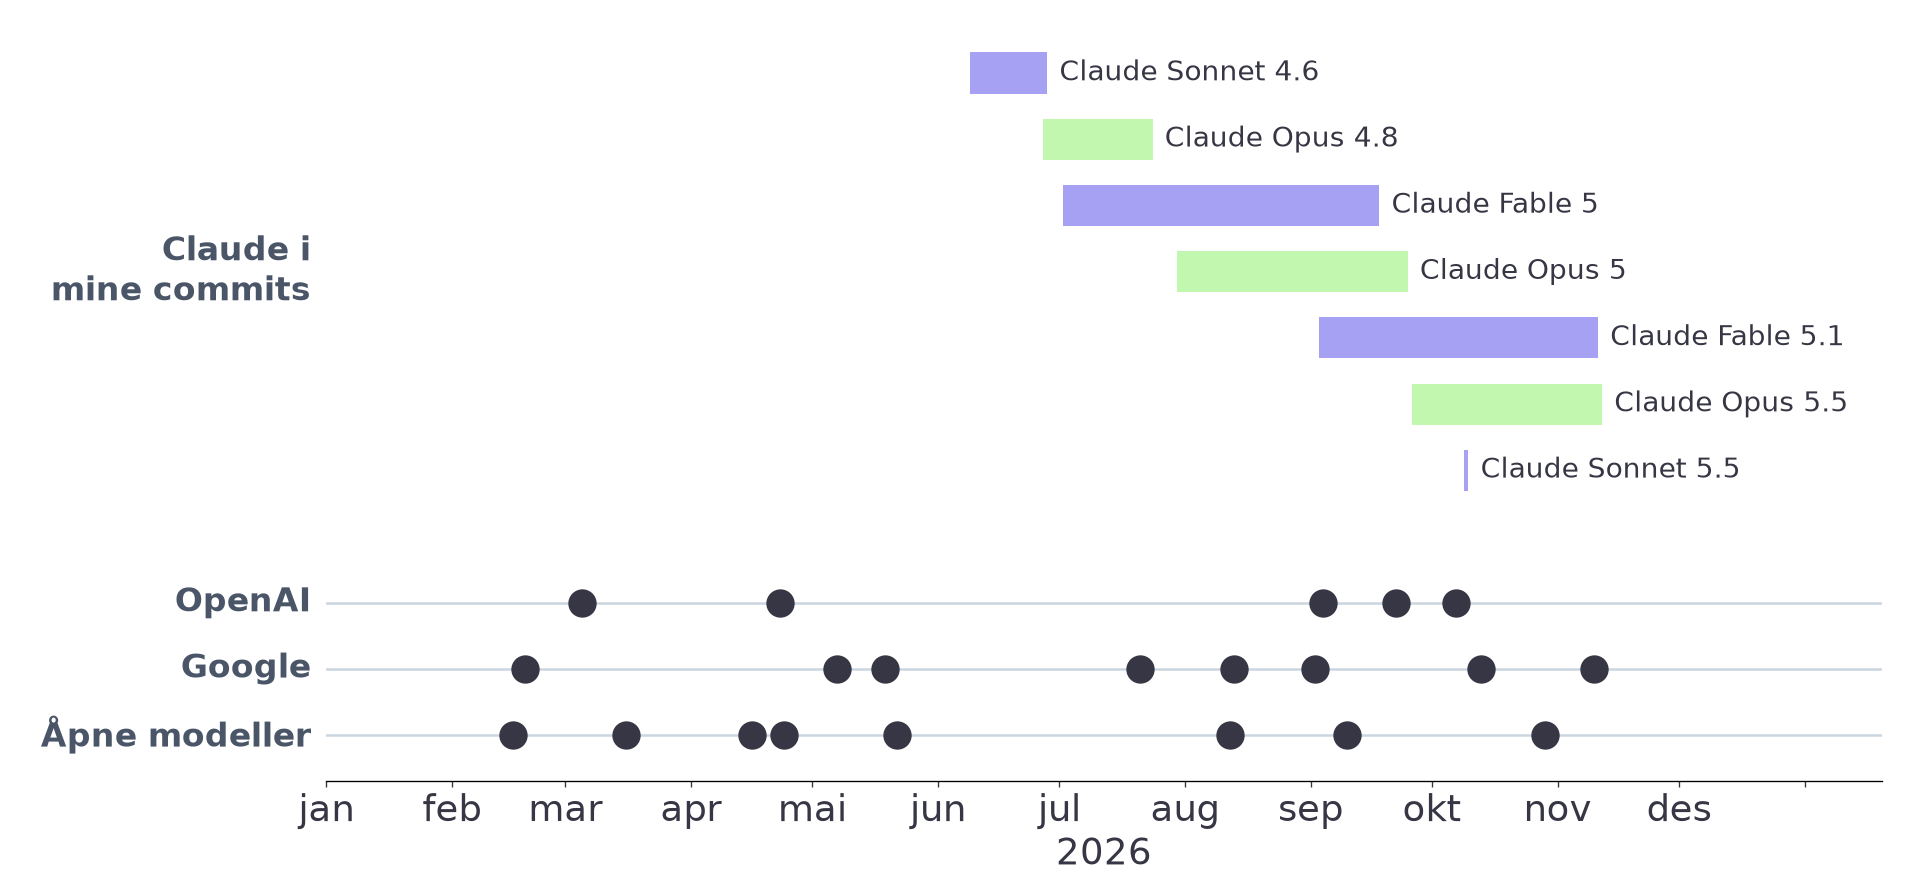 Claude Sonnet 4.6
Claude Opus 4.8
Claude Fable 5
Claude i
mine commits
Claude Opus 5
Claude Fable 5.1
Claude Opus 5.5
Claude Sonnet 5.5
OpenAI
Google
Åpne modeller
jan feb mar apr mai jun jul aug sep okt nov des
2026